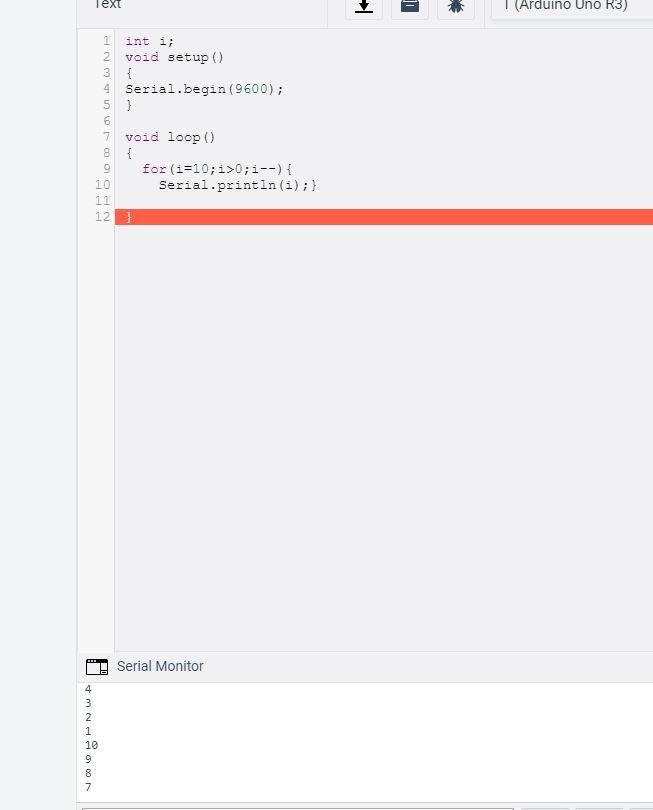 Text
1 (Arduino Uno R3)
1 int i;
2 void setup()
3 {
4 Serial.begin(9600);
5 }
6
7 void loop()
8 {
9 for(i=10;i>0;i--){
10 Serial.println(i);}
11
12 }
Serial Monitor
4
3
2
1
10
9
8
7